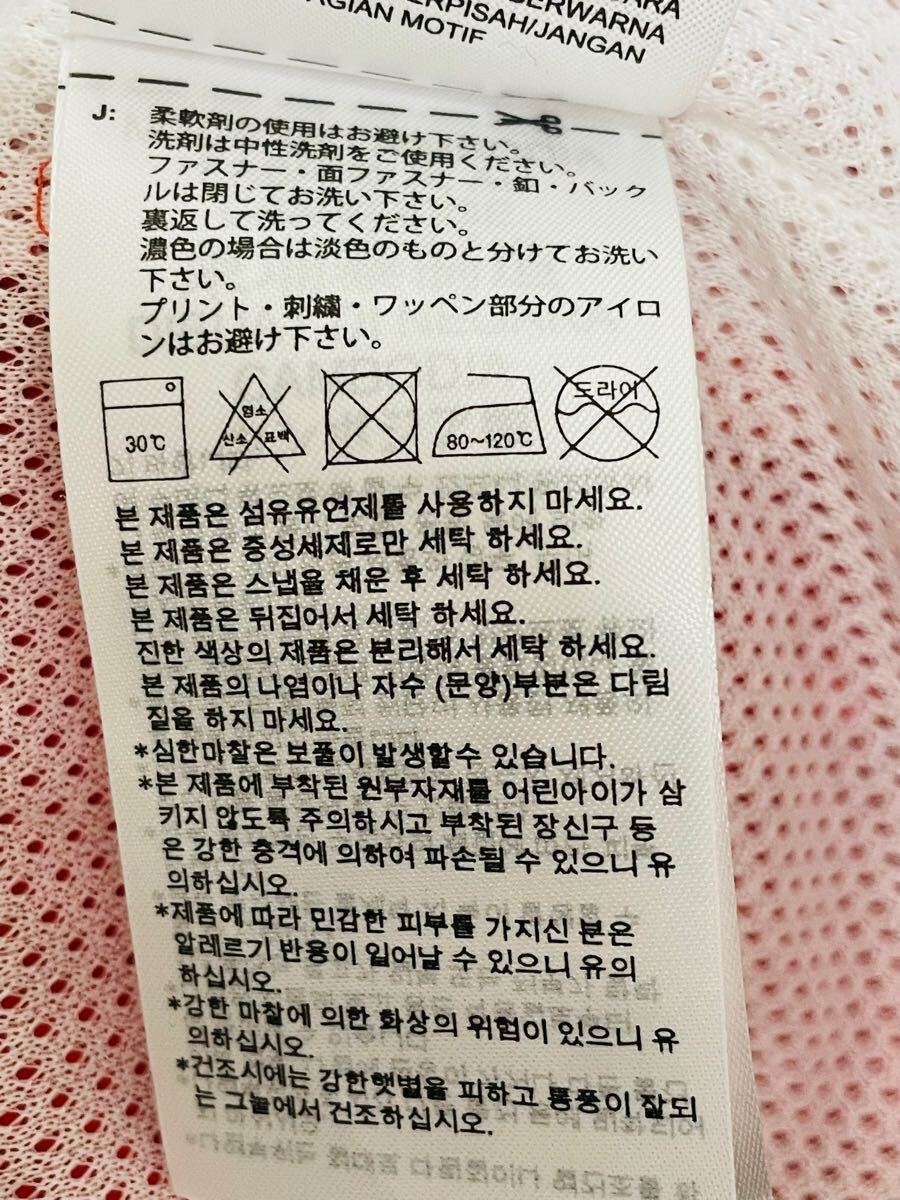 ARA
BERWARNA
ERPISAH/JANGAN
AGIAN MOTIF
J: 柔軟剤の使用はお避け下さい。
洗剤は中性洗剤をご使用ください。
ファスナー・面ファスナー・釦・バック
ルは閉じてお洗い下さい。
裏返して洗ってください。
濃色の場合は淡色のものと分けてお洗い
下さい。
プリント・刺繍・ワッペン部分のアイロ
ンはお避け下さい。
30℃
염소
산소 표백
80~120℃
드라이
본 제품은 섬유유연제를 사용하지 마세요.
본 제품은 중성세제로만 세탁 하세요.
본 제품은 스냅을 채운 후 세탁 하세요.
본 제품은 뒤집어서 세탁 하세요.
진한 색상의 제품은 분리해서 세탁 하세요.
본 제품의 나염이나 자수 (문양)부분은 다림
질을 하지 마세요.
*심한마찰은 보풀이 발생할수 있습니다.
*본 제품에 부착된 원부자재를 어린아이가 삼
키지 않도록 주의하시고 부착된 장신구 등
은 강한 충격에 의하여 파손될 수 있으니 유
의하십시오.
*제품에 따라 민감한 피부를 가지신 분은
알레르기 반응이 일어날 수 있으니 유의
하십시오.
*강한 마찰에 의한 화상의 위험이 있으니 유
의하십시오.
*건조시에는 강한햇볕을 피하고 통풍이 잘되
는 그늘에서 건조하십시오.